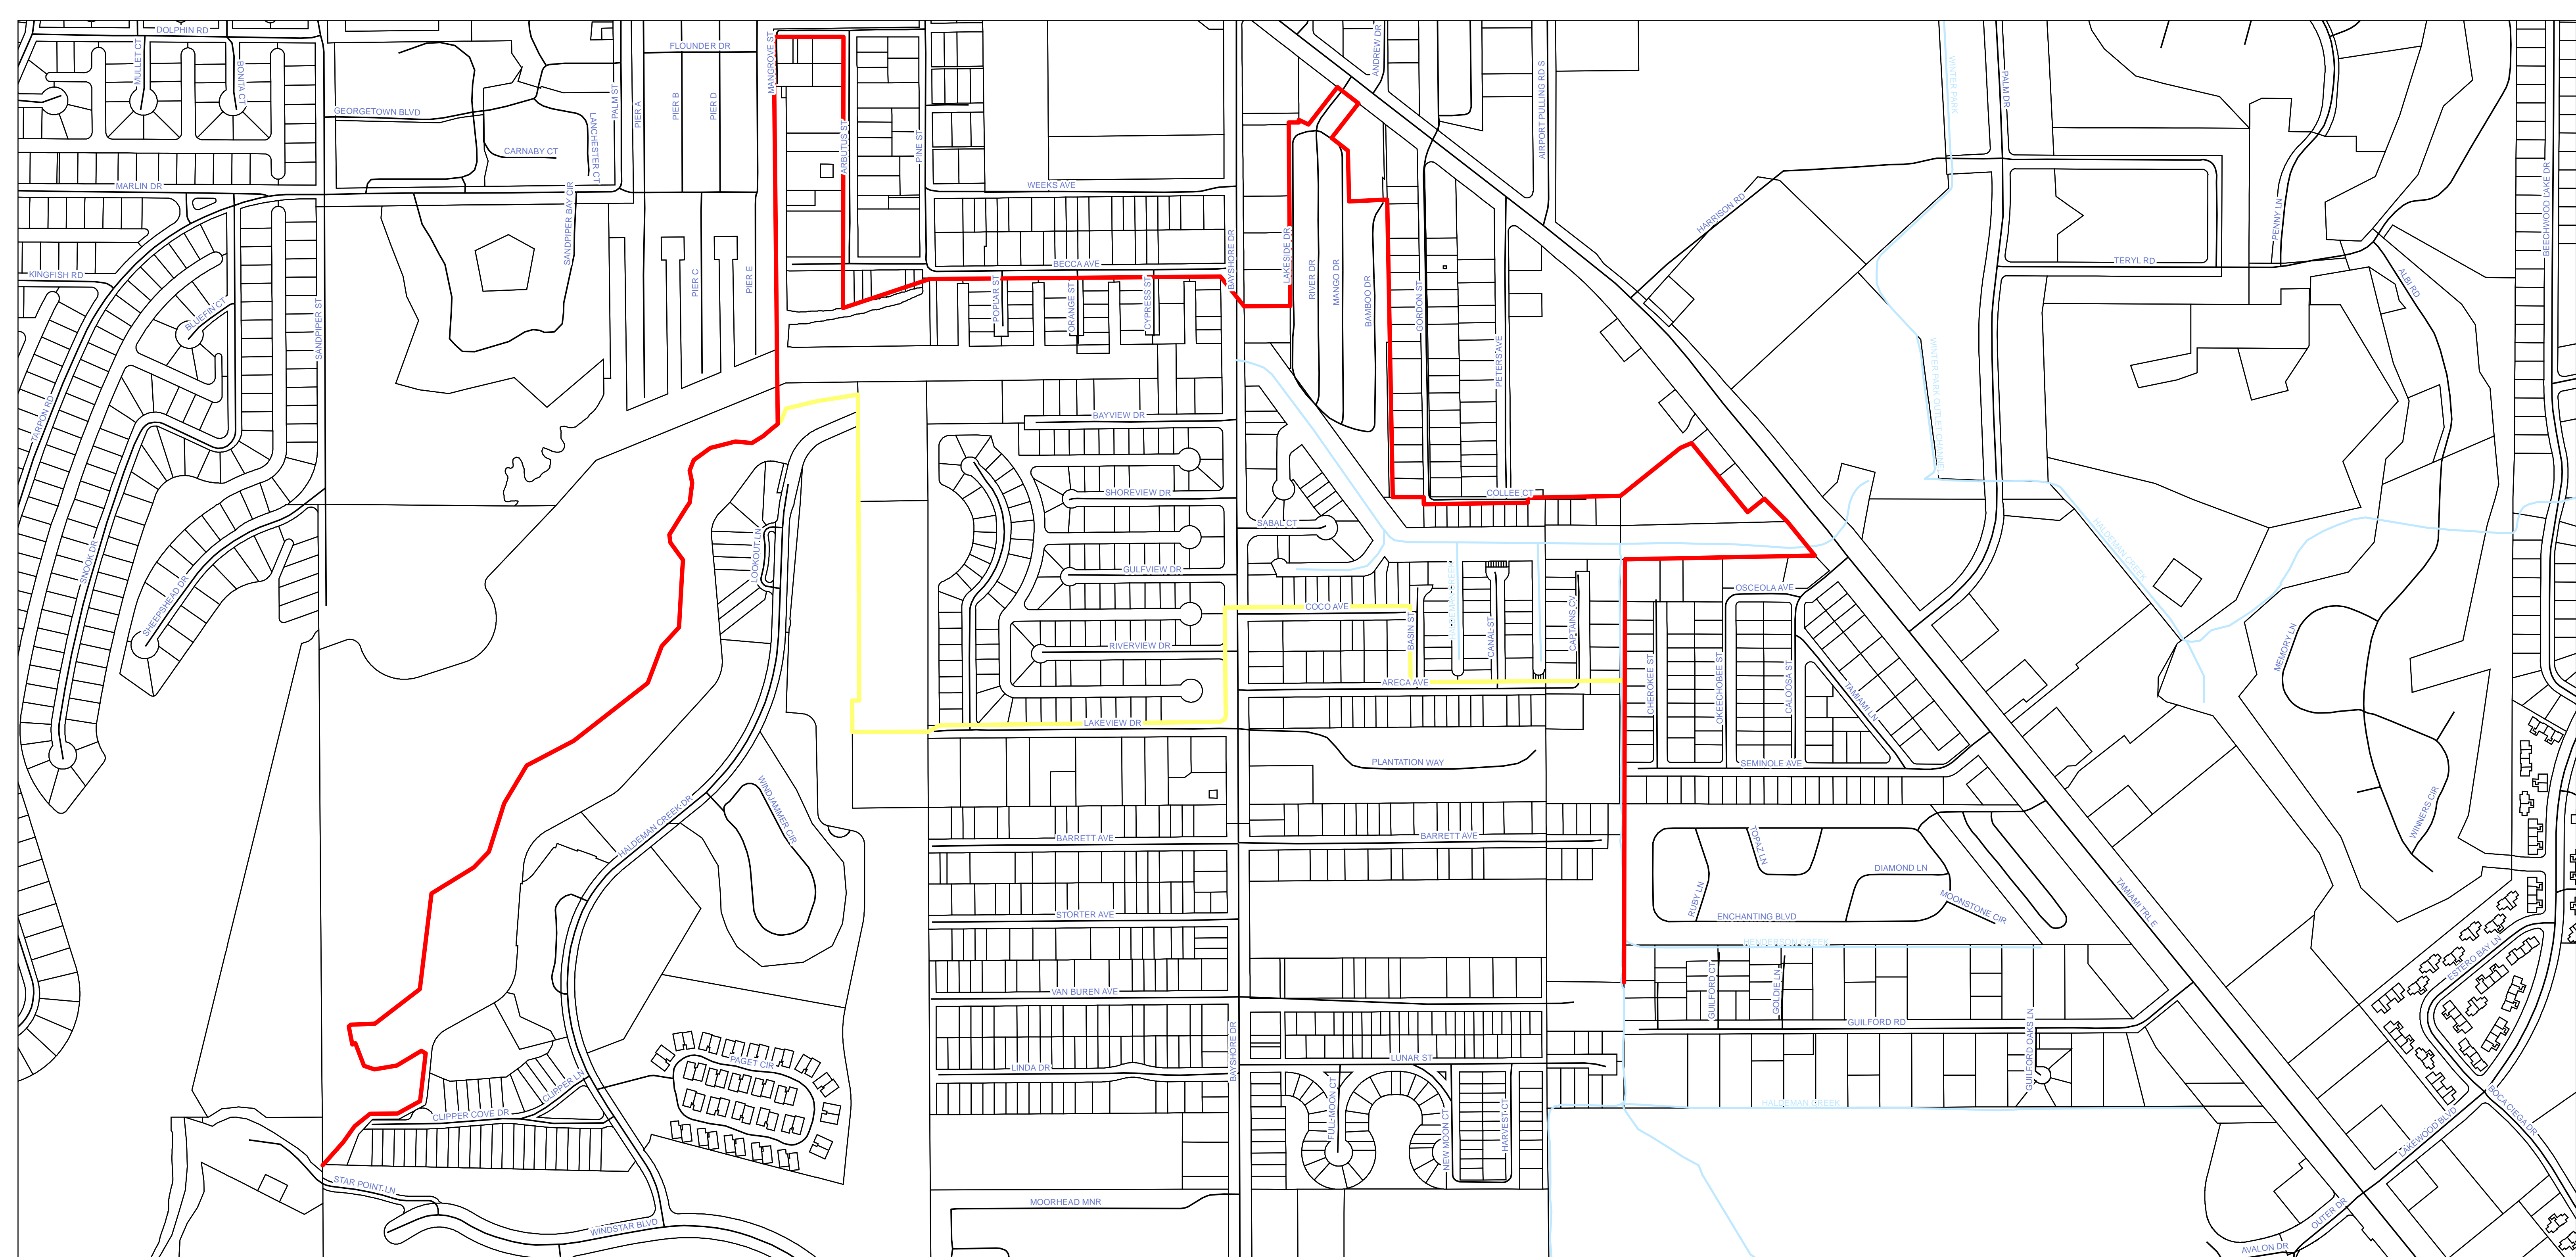 DOLPHIN RD
MULLET CT
BONITA CT
MARLIN DR
KINGFISH RD
BLUEFIN CT
TARPON RD
SNOOK DR
SHEEPSHEAD DR
SANDPIPER ST
GEORGETOWN BLVD
CARNABY CT
LANCHESTER CT
PALM ST
SANDPIPER BAY CIR
FLOUNDER DR
PIER A
PIER B
PIER D
PIER C
PIER E
MANGROVE ST
ARBUTUS ST
PINE ST
WEEKS AVE
BECCA AVE
POPLAR ST
ORANGE ST
CYPRESS ST
BAYSHORE DR
LAKESIDE DR
RIVER DR
MANGO DR
BAMBOO DR
ANDREW DR
GORDON ST
PETERS AVE
AIRPORT PULLING RD S
COLLEE CT
HARRISON RD
WINTER PARK
WINTER PARK OUTLET CHANNEL
PALM DR
TERYL RD
PENNY LN
ALBI RD
BEECHWOOD LAKE DR
HALDEMAN CREEK
MEMORY LN
WINNERS CIR
BAYVIEW DR
SHOREVIEW DR
GULFVIEW DR
RIVERVIEW DR
LAKEVIEW DR
SABAL CT
COCO AVE
BASIN ST
CANAL ST
CAPTAINS CV
ARECA AVE
PLANTATION WAY
LOOKOUT LN
HALDEMAN CREEK DR
WINDJAMMER CIR
OSCEOLA AVE
CHEROKEE ST
OKEECHOBEE ST
CALOOSA ST
TAMIAMI LN
SEMINOLE AVE
BARRETT AVE
BARRETT AVE
STORTER AVE
VAN BUREN AVE
LINDA DR
BAYSHORE DR
LUNAR ST
FULL MOON CT
NEW MOON CT
HARVEST CT
MOORHEAD MNR
TOPAZ LN
RUBY LN
DIAMOND LN
MOONSTONE CIR
ENCHANTING BLVD
TAMIAMI TRL E
GUILFORD CT
GOLDIE LN
GUILFORD RD
GUILFORD OAKS LN
HALDEMAN CREEK
ESTERO BAY LN
BOCA CIEGA DR
LAKEWOOD BLVD
OUTER DR
AVALON DR
PAGET CIR
CLIPPER LN
CLIPPER COVE DR
STAR POINT LN
WINDSTAR BLVD